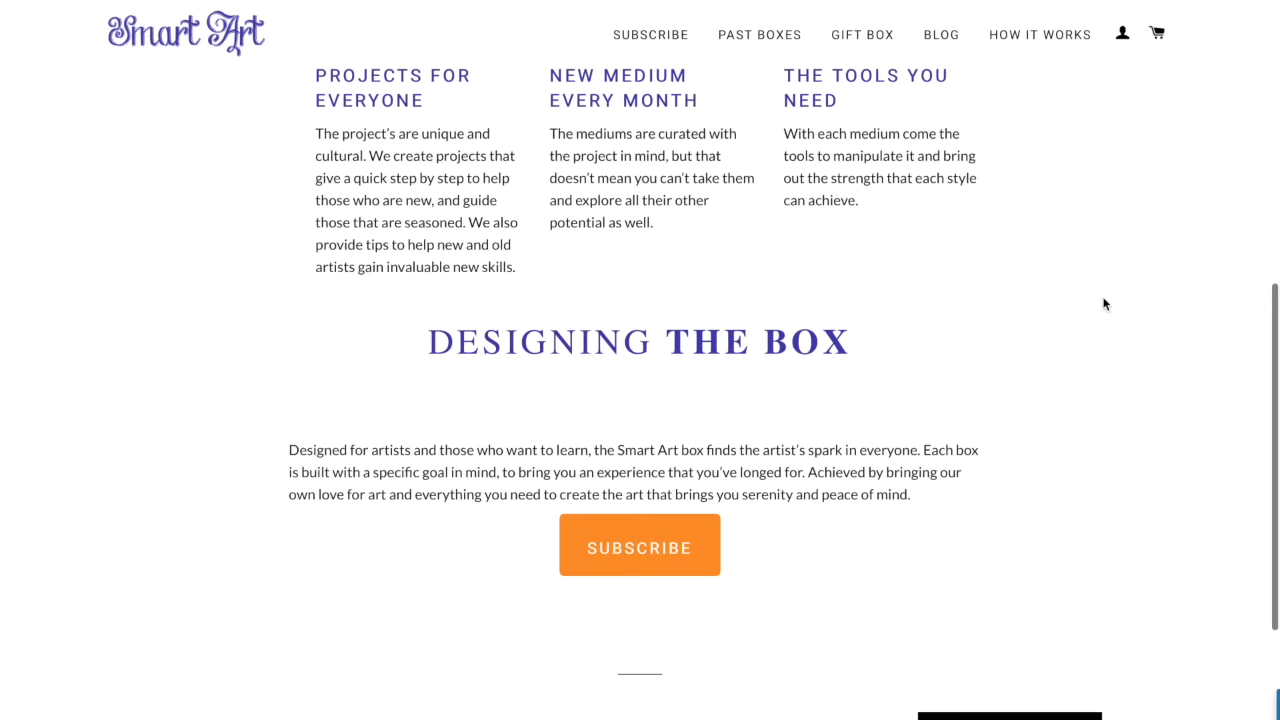 Smart Art
SUBSCRIBE PAST BOXES GIFT BOX BLOG HOW IT WORKS
PROJECTS FOR
EVERYONE
The project’s are unique and
cultural. We create projects that
give a quick step by step to help
those who are new, and guide
those that are seasoned. We also
provide tips to help new and old
artists gain invaluable new skills.
NEW MEDIUM
EVERY MONTH
The mediums are curated with
the project in mind, but that
doesn’t mean you can’t take them
and explore all their other
potential as well.
THE TOOLS YOU
NEED
With each medium come the
tools to manipulate it and bring
out the strength that each style
can achieve.
DESIGNING THE BOX
Designed for artists and those who want to learn, the Smart Art box finds the artist’s spark in everyone. Each box
is built with a specific goal in mind, to bring you an experience that you’ve longed for. Achieved by bringing our
own love for art and everything you need to create the art that brings you serenity and peace of mind.
SUBSCRIBE